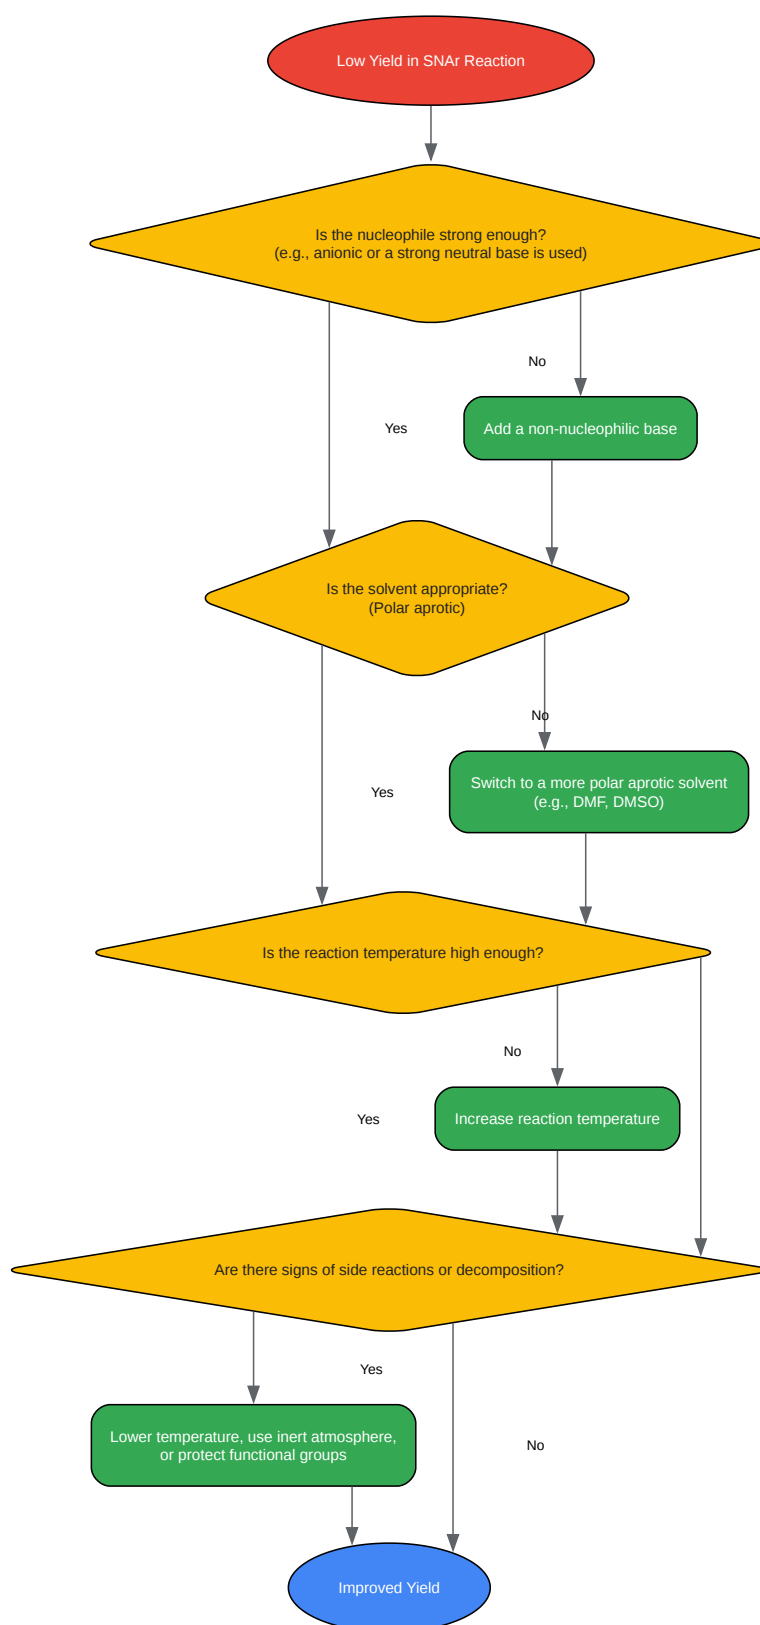 Low Yield in SNAr Reaction
Is the nucleophile strong enough?
(e.g., anionic or a strong neutral base is used)
No
Yes
Add a non-nucleophilic base
Is the solvent appropriate?
(Polar aprotic)
No
Yes
Switch to a more polar aprotic solvent
(e.g., DMF, DMSO)
Is the reaction temperature high enough?
No
Yes
Increase reaction temperature
Are there signs of side reactions or decomposition?
Yes
Lower temperature, use inert atmosphere,
or protect functional groups
No
Improved Yield